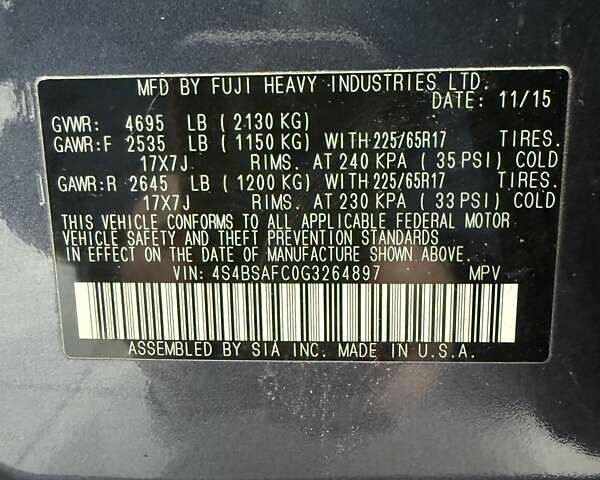 MFD BY FUJI HEAVY INDUSTRIES LTD.
DATE: 11/15
GVWR: 4695 LB (2130 KG)
GAWR:F 2535 LB (1150 KG) WITH 225/65R17 TIRES.
17X7J RIMS. AT 240 KPA (35 PSI) COLD
GAWR:R 2645 LB (1200 KG) WITH 225/65R17 TIRES.
17X7J RIMS. AT 230 KPA (33 PSI) COLD
THIS VEHICLE CONFORMS TO ALL APPLICABLE FEDERAL MOTOR
VEHICLE SAFETY AND THEFT PREVENTION STANDARDS
IN EFFECT ON THE DATE OF MANUFACTURE SHOWN ABOVE.
VIN: 4S4BSAFC0G3264897 MPV
ASSEMBLED BY SIA INC. MADE IN U.S.A.